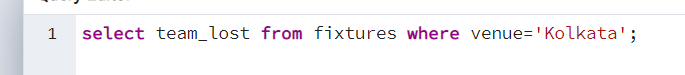 1 select team_lost from fixtures where venue='Kolkata';